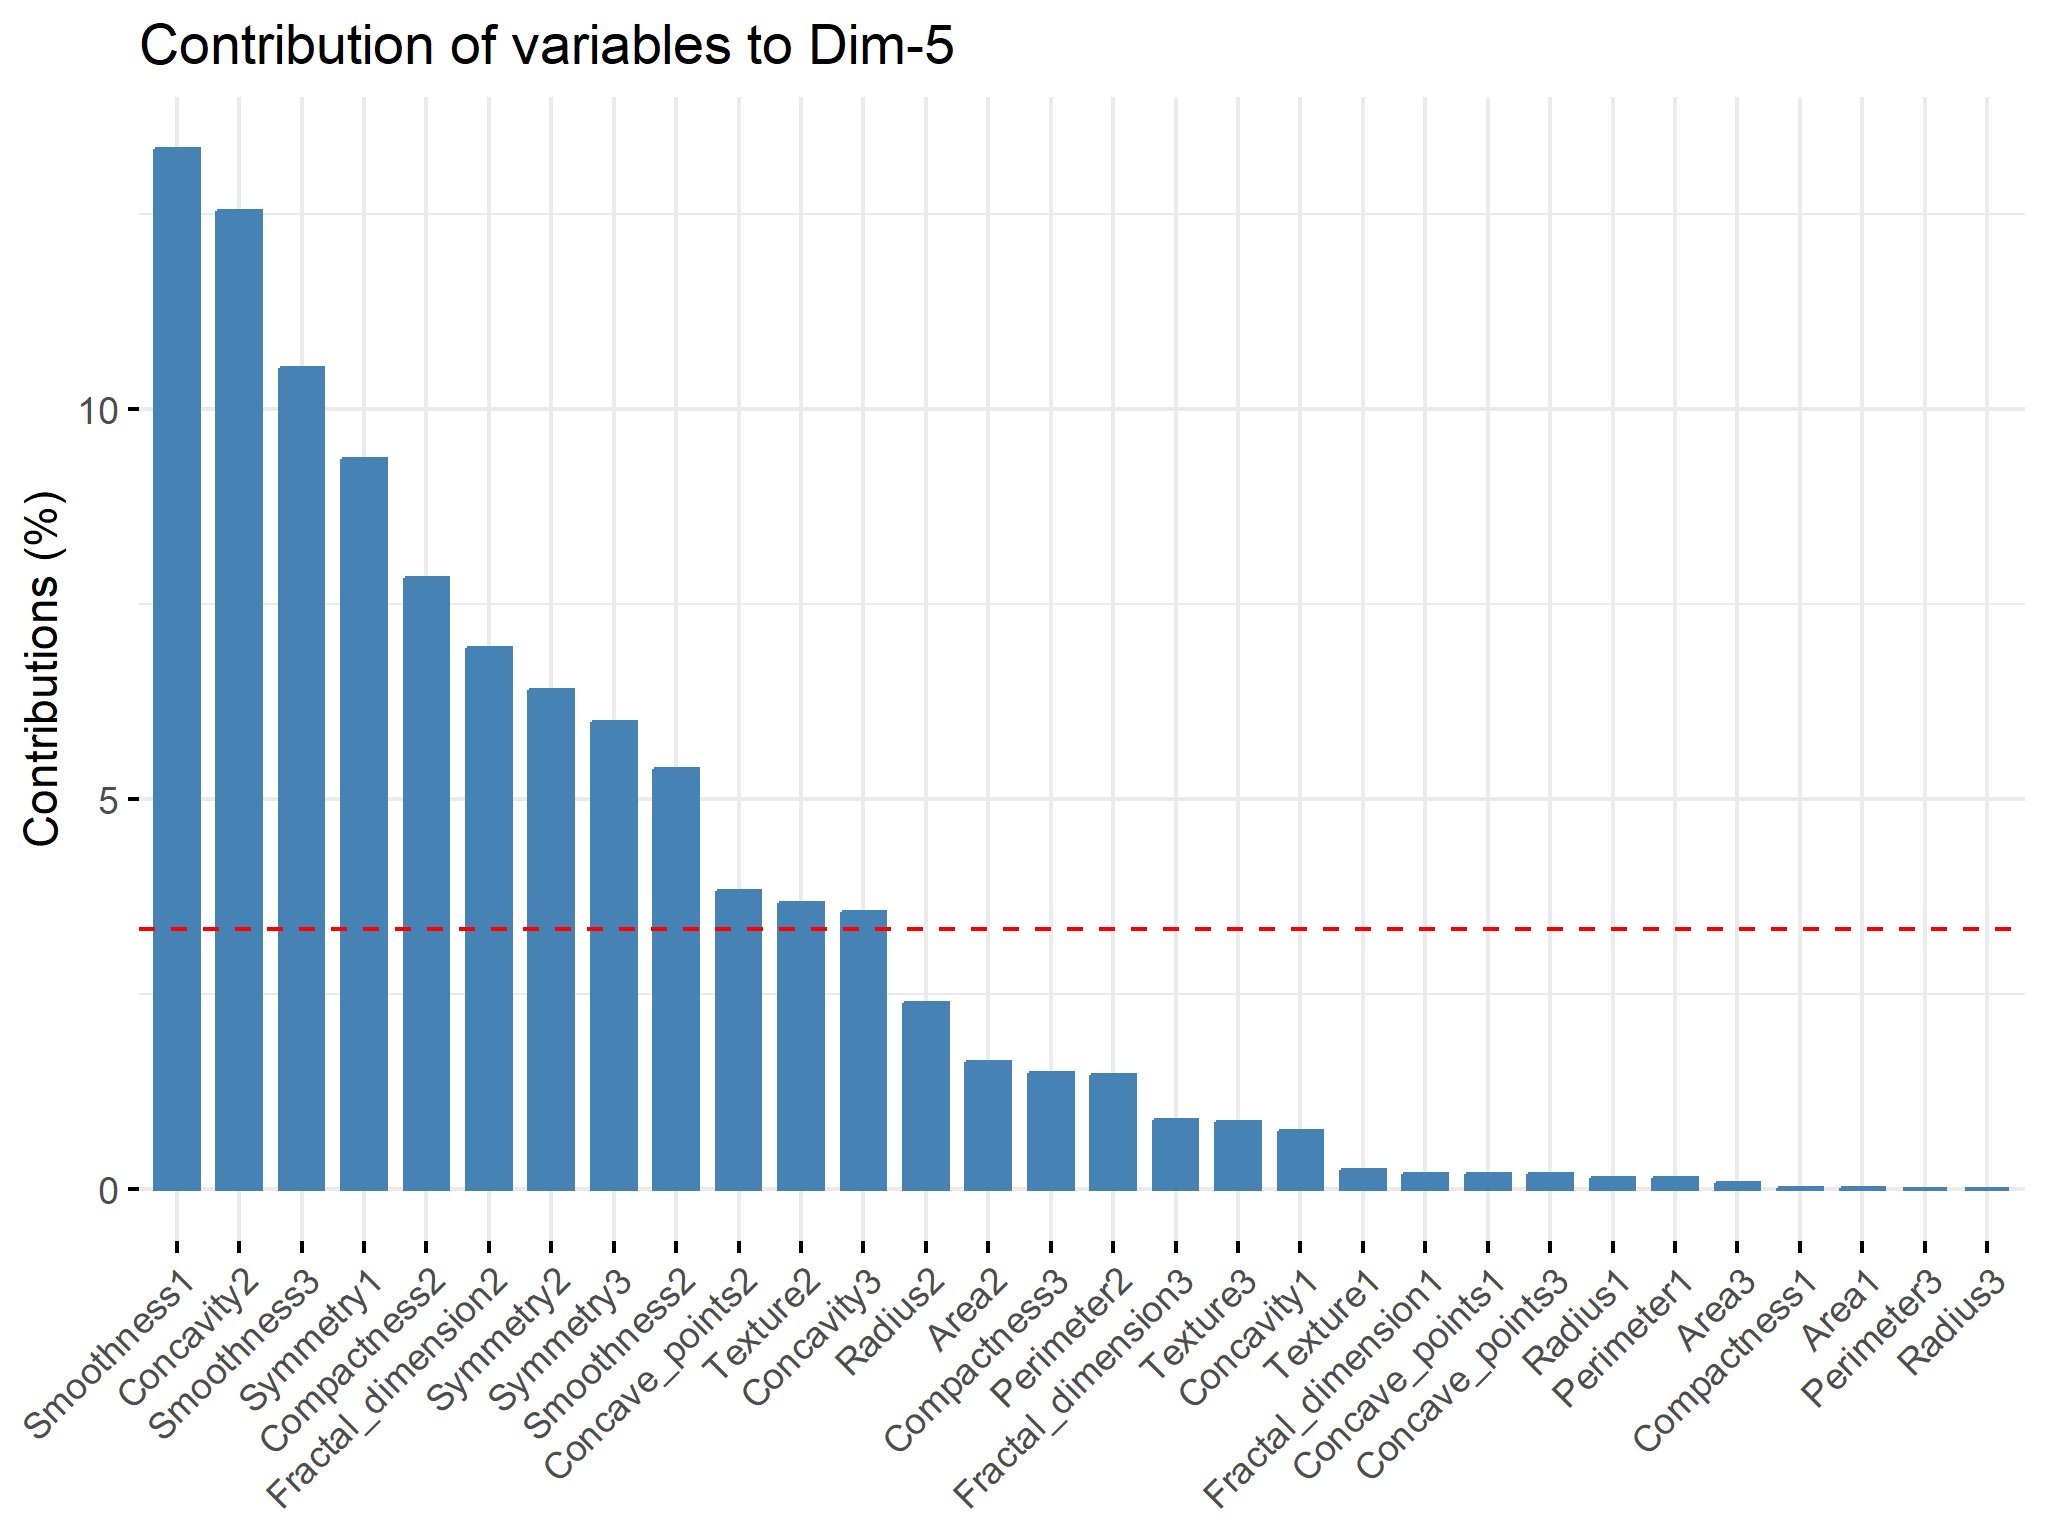 Contribution of variables to Dim-5
Contributions (%)
10
5
0
Smoothness1
Concavity2
Smoothness3
Symmetry1
Compactness2
Fractal_dimension2
Symmetry2
Symmetry3
Smoothness2
Concave_points2
Texture2
Concavity3
Radius2
Area2
Compactness3
Perimeter2
Fractal_dimension3
Texture3
Concavity1
Texture1
Fractal_dimension1
Concave_points1
Concave_points3
Radius1
Perimeter1
Area3
Compactness1
Area1
Perimeter3
Radius3